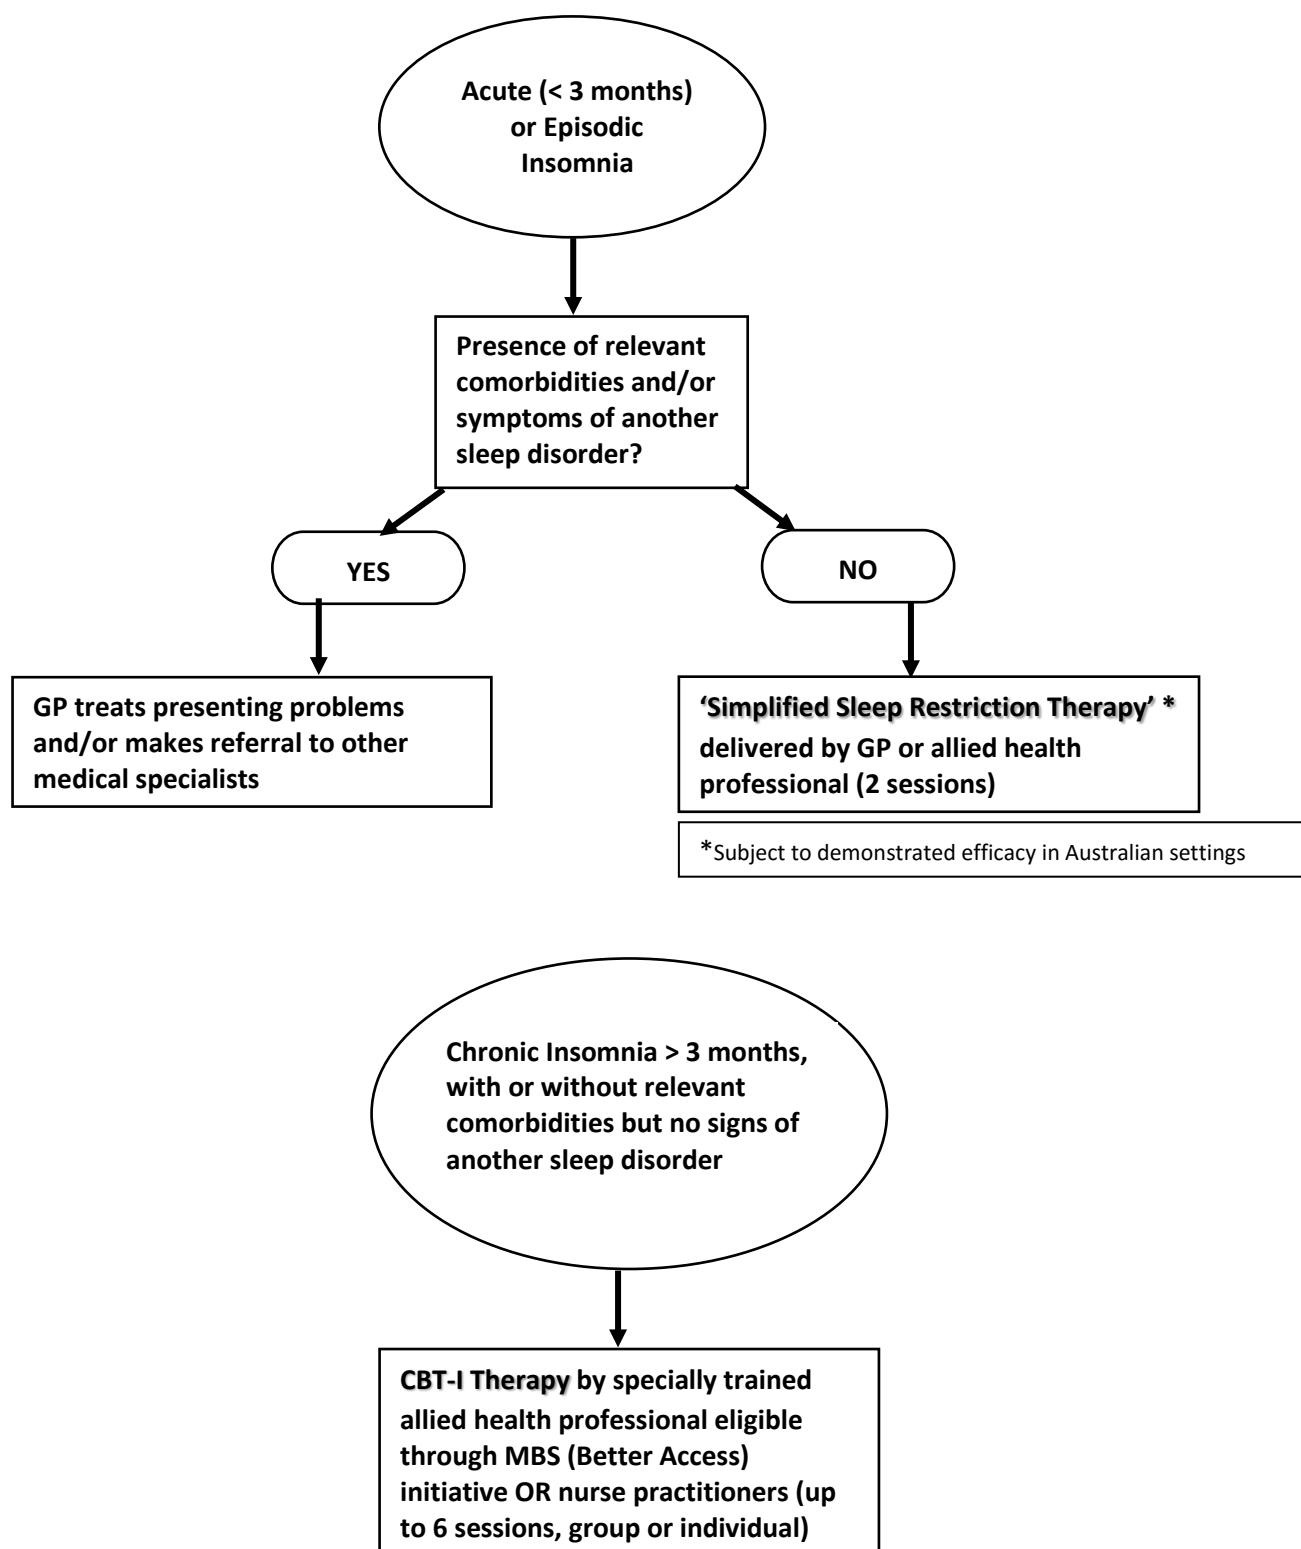 Acute (< 3 months)
or Episodic
Insomnia
Presence of relevant
comorbidities and/or
symptoms of another
sleep disorder?
YES
NO
GP treats presenting problems
and/or makes referral to other
medical specialists
‘Simplified Sleep Restriction Therapy’ *
delivered by GP or allied health
professional (2 sessions)
*Subject to demonstrated efficacy in Australian settings
Chronic Insomnia > 3 months,
with or without relevant
comorbidities but no signs of
another sleep disorder
CBT-I Therapy by specially trained
allied health professional eligible
through MBS (Better Access)
initiative OR nurse practitioners (up
to 6 sessions, group or individual)